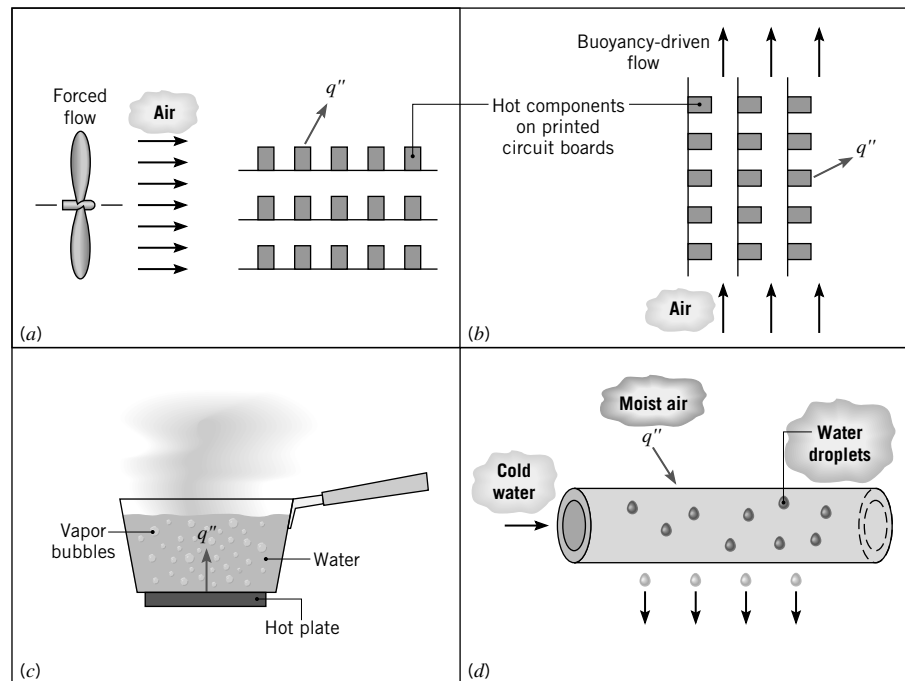 Forced
flow
Air
q″
(a)
Buoyancy-driven
flow
Hot components
on printed
circuit boards
q″
Air
(b)
Vapor
bubbles
q″
Water
Hot plate
(c)
Moist air
q″
Cold
water
Water
droplets
(d)